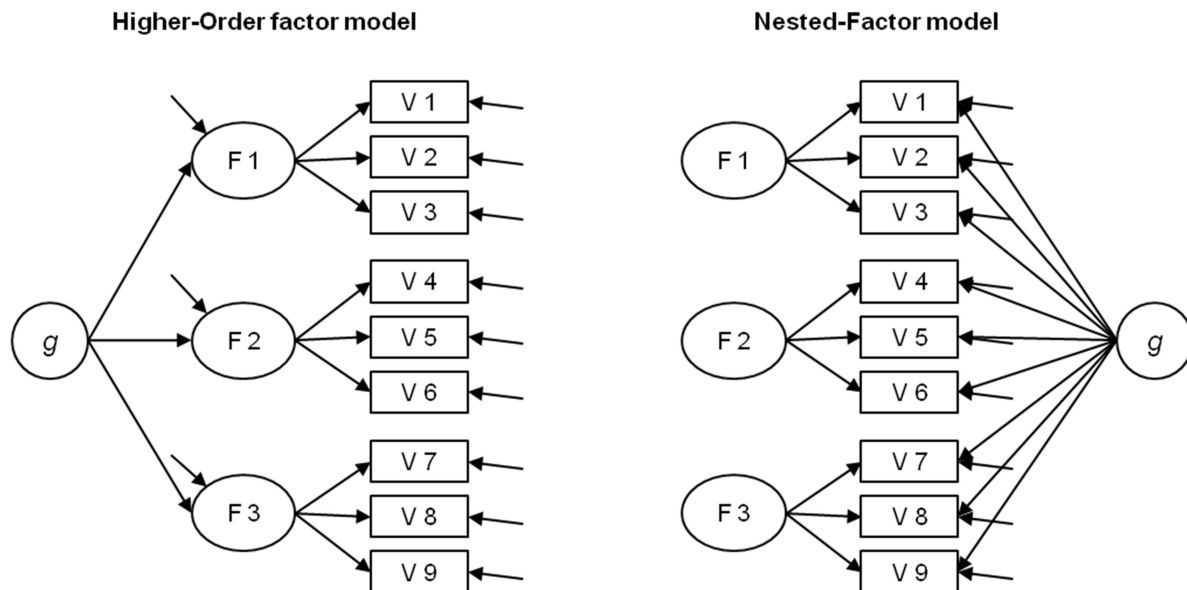 Higher-Order factor model
Nested-Factor model
V 1
V 2
V 3
V 4
V 5
V 6
V 7
V 8
V 9
F 1
F 2
F 3
g
V 1
V 2
V 3
V 4
V 5
V 6
V 7
V 8
V 9
F 1
F 2
F 3
g